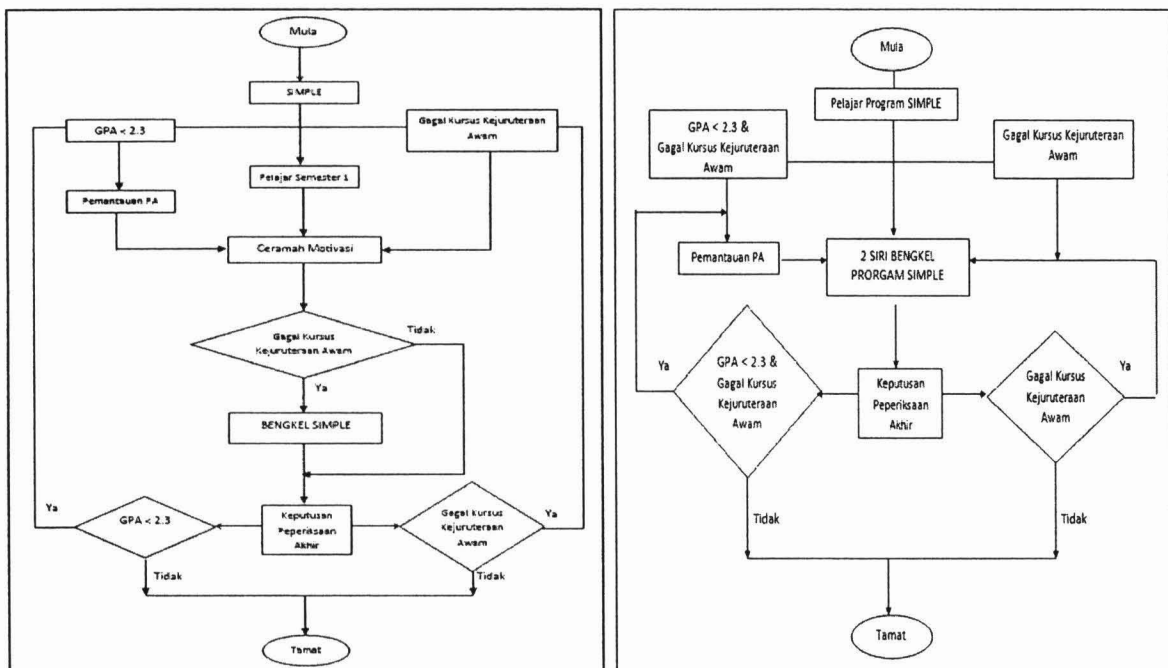 Mula
SIMPLE
GPA < 2.3
Gagal Kursus Kejuruteraan
Awam
Pelajar Semester 1
Pemantauan PA
Ceramah Motivasi
Gagal Kursus
Kejuruteraan Awam
Tidak
Ya
BENGKEL SIMPLE
Ya
GPA < 2.3
Keputusan
Peperiksaan
Akhir
Gagal Kursus
Kejuruteraan
Awam
Ya
Tidak
Tidak
Tamat
Mula
Pelajar Program SIMPLE
GPA < 2.3 &
Gagal Kursus Kejuruteraan
Awam
Gagal Kursus Kejuruteraan
Awam
Pemantauan PA
2 SIRI BENGKEL
PRORGAM SIMPLE
Ya
GPA < 2.3 &
Gagal Kursus
Kejuruteraan
Awam
Keputusan
Peperiksaan
Akhir
Gagal Kursus
Kejuruteraan
Awam
Ya
Tidak
Tidak
Tamat